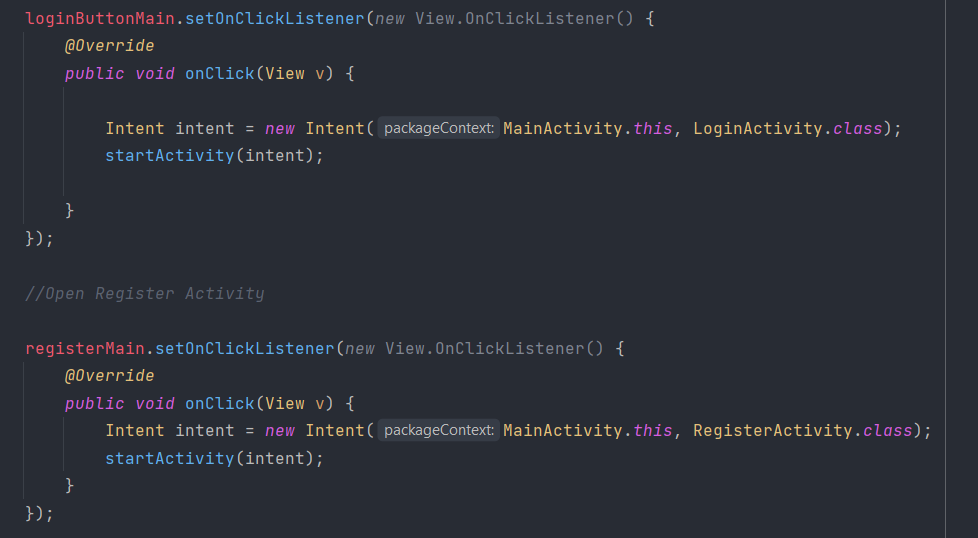 loginButtonMain.setOnClickListener(new View.OnClickListener() {
@Override
public void onClick(View v) {
Intent intent = new Intent( packageContext: MainActivity.this, LoginActivity.class);
startActivity(intent);
}
});
//Open Register Activity
registerMain.setOnClickListener(new View.OnClickListener() {
@Override
public void onClick(View v) {
Intent intent = new Intent( packageContext: MainActivity.this, RegisterActivity.class);
startActivity(intent);
}
});